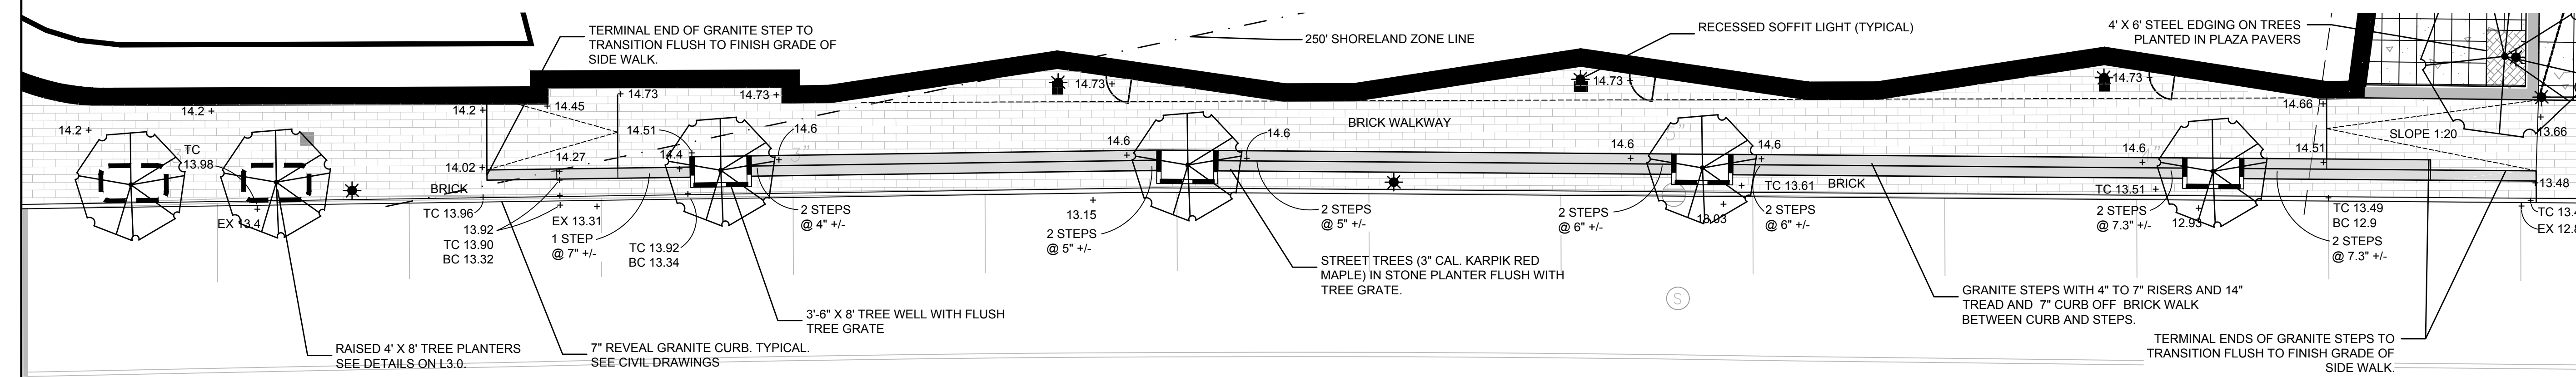 TERMINAL END OF GRANITE STEP TO
TRANSITION FLUSH TO FINISH GRADE OF
SIDE WALK.
250' SHORELAND ZONE LINE
RECESSED SOFFIT LIGHT (TYPICAL)
4' X 6' STEEL EDGING ON TREES
PLANTED IN PLAZA PAVERS
14.2
14.2
14.2
14.45
14.73
14.73
14.73
14.73
14.73
14.66
13.66
SLOPE 1:20
BRICK WALKWAY
TC
13.98
14.02
14.27
14.51
14.4
14.6
3"
14.6
14.6
14.6
14.6
14.6
14.51
13.48
BRICK
BRICK
EX 13.4
TC 13.96
13.92
TC 13.90
BC 13.32
EX 13.31
1 STEP
@ 7" +/-
TC 13.92
BC 13.34
2 STEPS
@ 4" +/-
13.15
2 STEPS
@ 5" +/-
2 STEPS
@ 5" +/-
2 STEPS
@ 6" +/-
13.03
TC 13.61
2 STEPS
@ 6" +/-
TC 13.51
2 STEPS
@ 7.3" +/-
12.93
TC 13.49
BC 12.9
2 STEPS
@ 7.3" +/-
TC 13.4
EX 12.8
STREET TREES (3" CAL. KARPIK RED
MAPLE) IN STONE PLANTER FLUSH WITH
TREE GRATE.
S
GRANITE STEPS WITH 4" TO 7" RISERS AND 14"
TREAD AND 7" CURB OFF BRICK WALK
BETWEEN CURB AND STEPS.
3'-6" X 8' TREE WELL WITH FLUSH
TREE GRATE
RAISED 4' X 8' TREE PLANTERS
SEE DETAILS ON L3.0.
7" REVEAL GRANITE CURB. TYPICAL.
SEE CIVIL DRAWINGS
TERMINAL ENDS OF GRANITE STEPS TO
TRANSITION FLUSH TO FINISH GRADE OF
SIDE WALK.